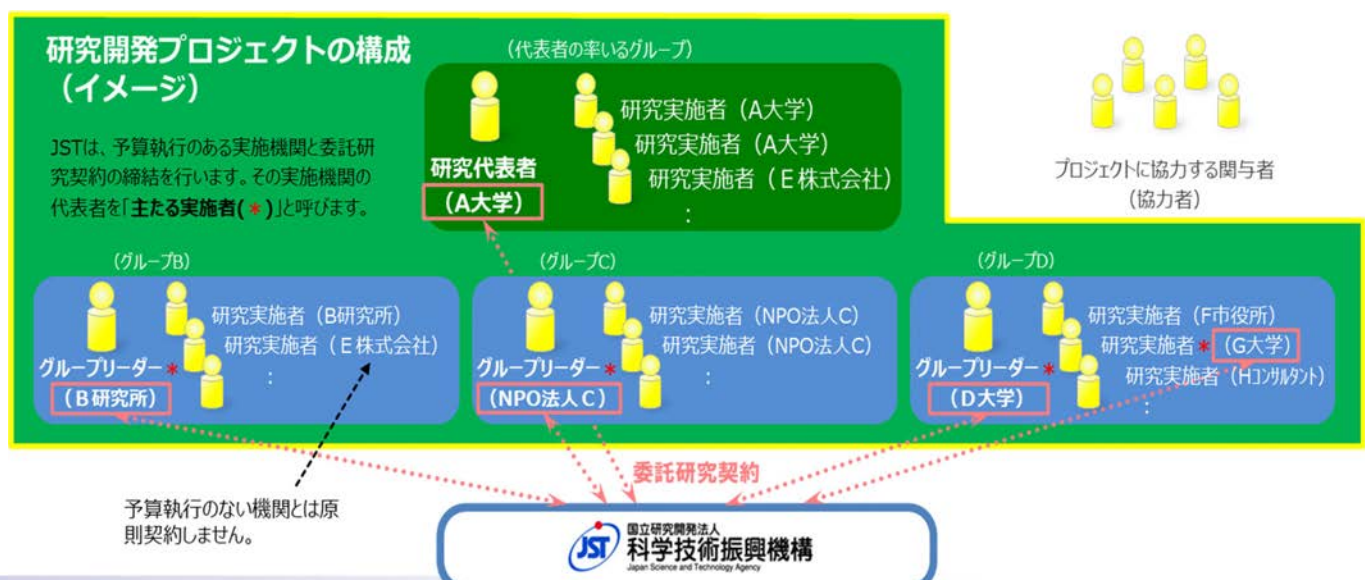 研究開発プロジェクトの構成
（イメージ）
JSTは、予算執行のある実施機関と委託研
究契約の締結を行います。その実施機関の
代表者を「主たる実施者(＊)」と呼びます。
（代表者の率いるグループ）
研究代表者
（A大学）
研究実施者（A大学）
研究実施者（A大学）
研究実施者（Ｅ株式会社）
：
プロジェクトに協力する関与者
（協力者）
（グループB）
研究実施者（B研究所）
研究実施者（Ｅ株式会社）
：
グループリーダー＊
（B研究所）
（グループC）
研究実施者（NPO法人C）
研究実施者（NPO法人C）
：
グループリーダー＊
（NPO法人Ｃ）
（グループD）
研究実施者（F市役所）
研究実施者＊（G大学）
研究実施者（Hコンサルタント）
：
グループリーダー＊
（D大学）
委託研究契約
予算執行のない機関とは原
則契約しません。
JST
国立研究開発法人
科学技術振興機構
Japan Science and Technology Agency